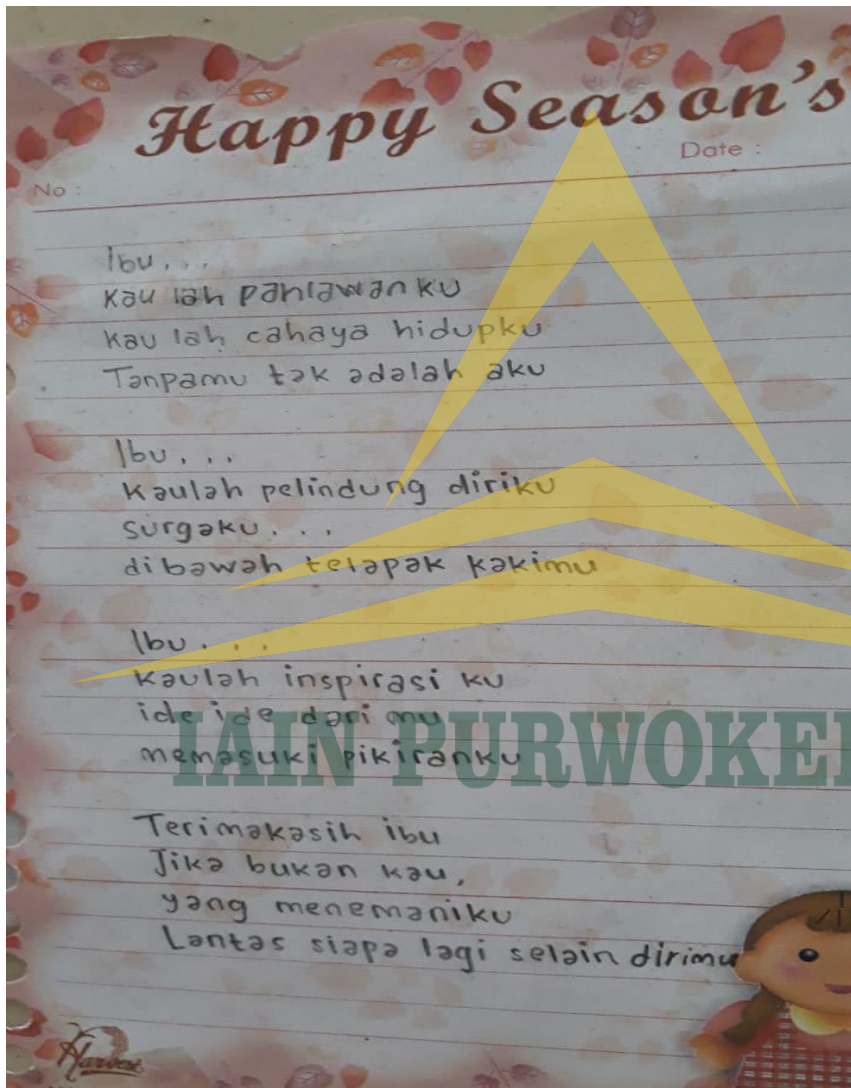 Happy Season's
Date :
No :
Ibu, . .
Kau lah pahlawanku
Kau lah cahaya hidupku
Tanpamu tak adalah aku
Ibu, . .
Kaulah pelindung diriku
Surgaku . . .
dibawah telapak kakimu
Ibu . . .
Kaulah inspirasi ku
ide ide dari mu
memasuki pikiranku
IAIN PURWOKE
Terimakasih ibu
Jika bukan kau,
yang menemaniku
Lantas siapa lagi selain dirimu
Harvest